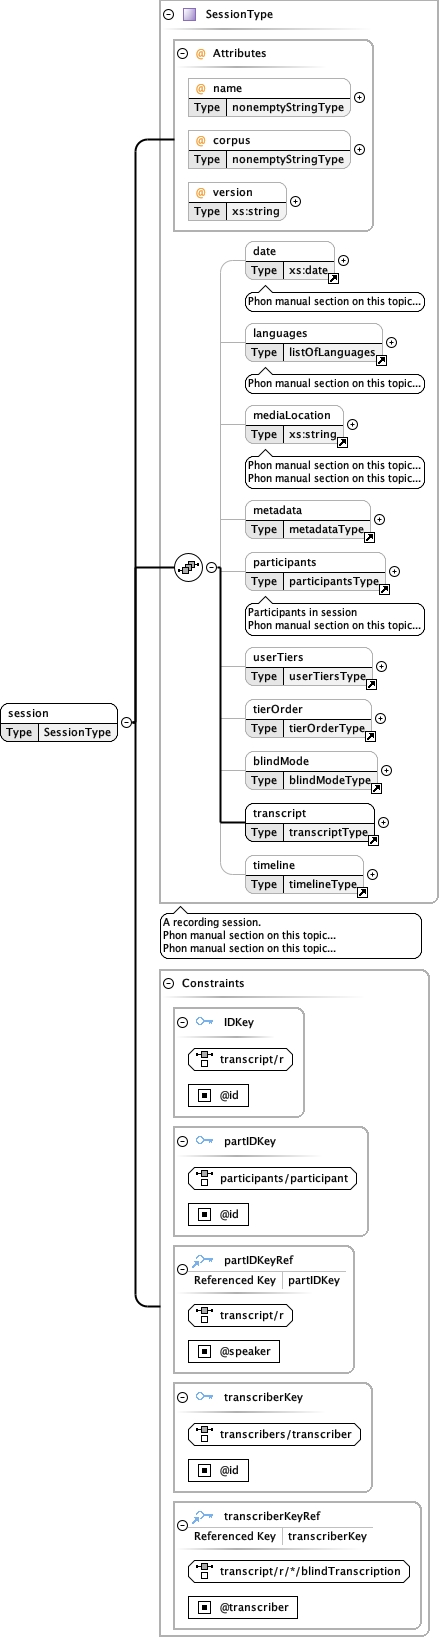 SessionType
Attributes
@ name
Type nonemptyStringType
@ corpus
Type nonemptyStringType
@ version
Type xs:string
date
Type xs:date
Phon manual section on this topic...
languages
Type listOfLanguages
Phon manual section on this topic...
mediaLocation
Type xs:string
Phon manual section on this topic...
Phon manual section on this topic...
metadata
Type metadataType
participants
Type participantsType
Participants in session
Phon manual section on this topic...
userTiers
Type userTiersType
session
Type SessionType
tierOrder
Type tierOrderType
blindMode
Type blindModeType
transcript
Type transcriptType
timeline
Type timelineType
A recording session.
Phon manual section on this topic...
Phon manual section on this topic...
Constraints
IDKey
transcript/r
@id
partIDKey
participants/participant
@id
partIDKeyRef
Referenced Key partIDKey
transcript/r
@speaker
transcriberKey
transcribers/transcriber
@id
transcriberKeyRef
Referenced Key transcriberKey
transcript/r/*/blindTranscription
@transcriber